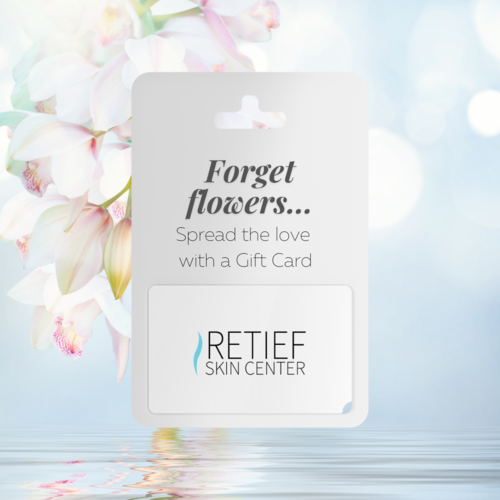 Forget
flowers...
Spread the love
with a Gift Card
RETIEF
SKIN CENTER